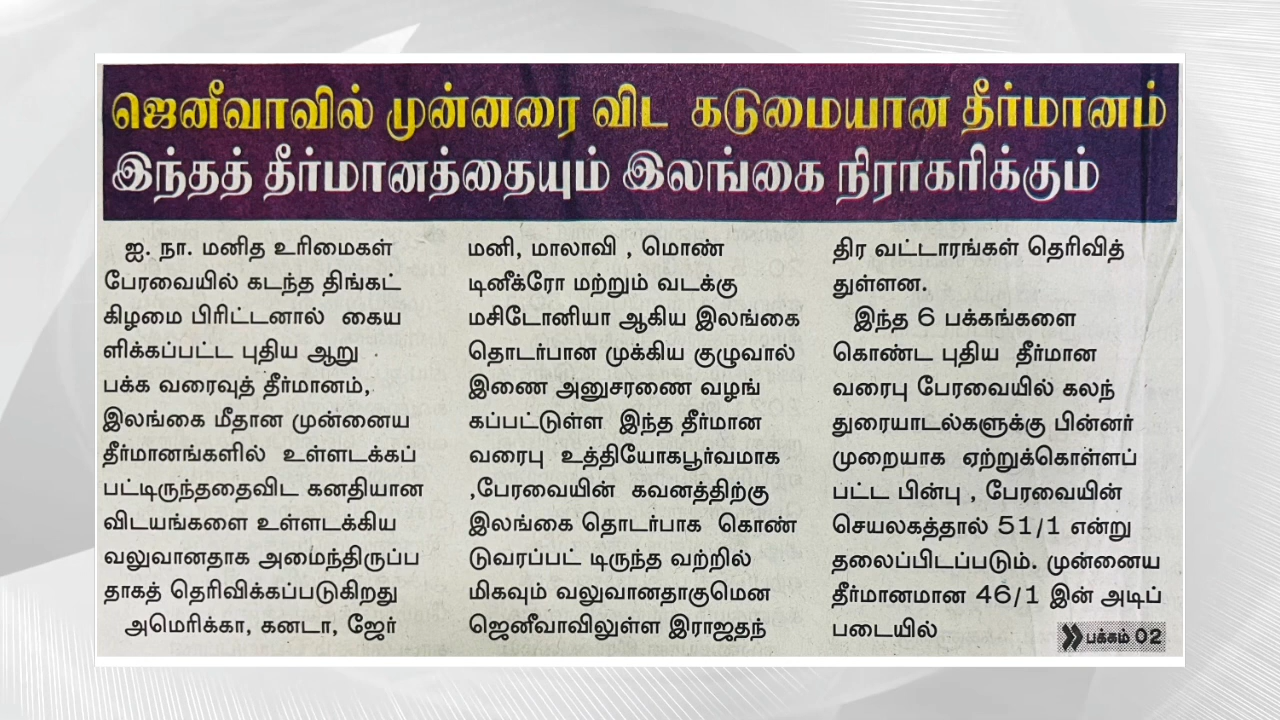 ஜெனீவாவில் முன்னரை விட கடுமையான தீர்மானம்
இந்தத் தீர்மானத்தையும் இலங்கை நிராகரிக்கும்
ஐ. நா. மனித உரிமைகள்
பேரவையில் கடந்த திங்கட்
கிழமை பிரிட்டனால் கைய
ளிக்கப்பட்ட புதிய ஆறு
பக்க வரைவுத் தீர்மானம்,
இலங்கை மீதான முன்னைய
தீர்மானங்களில் உள்ளடக்கப்
பட்டிருந்ததைவிட கனதியான
விடயங்களை உள்ளடக்கிய
வலுவானதாக அமைந்திருப்ப
தாகத் தெரிவிக்கப்படுகிறது
அமெரிக்கா, கனடா, ஜேர்
மனி, மாலாவி , மொண்
டினீக்ரோ மற்றும் வடக்கு
மசிடோனியா ஆகிய இலங்கை
தொடர்பான முக்கிய குழுவால்
இணை அனுசரணை வழங்
கப்பட்டுள்ள இந்த தீர்மான
வரைபு உத்தியோகபூர்வமாக
,பேரவையின் கவனத்திற்கு
இலங்கை தொடர்பாக கொண்
டுவரப்பட் டிருந்த வற்றில்
மிகவும் வலுவானதாகுமென
ஜெனீவாவிலுள்ள இராஜதந்
திர வட்டாரங்கள் தெரிவித்
துள்ளன.
இந்த 6 பக்கங்களை
கொண்ட புதிய தீர்மான
வரைபு பேரவையில் கலந்
துரையாடல்களுக்கு பின்னர்
முறையாக ஏற்றுக்கொள்ளப்
பட்ட பின்பு , பேரவையின்
செயலகத்தால் 51/1 என்று
தலைப்பிடப்படும். முன்னைய
தீர்மானமான 46/1 இன் அடிப்
படையில்
பக்கம் 02